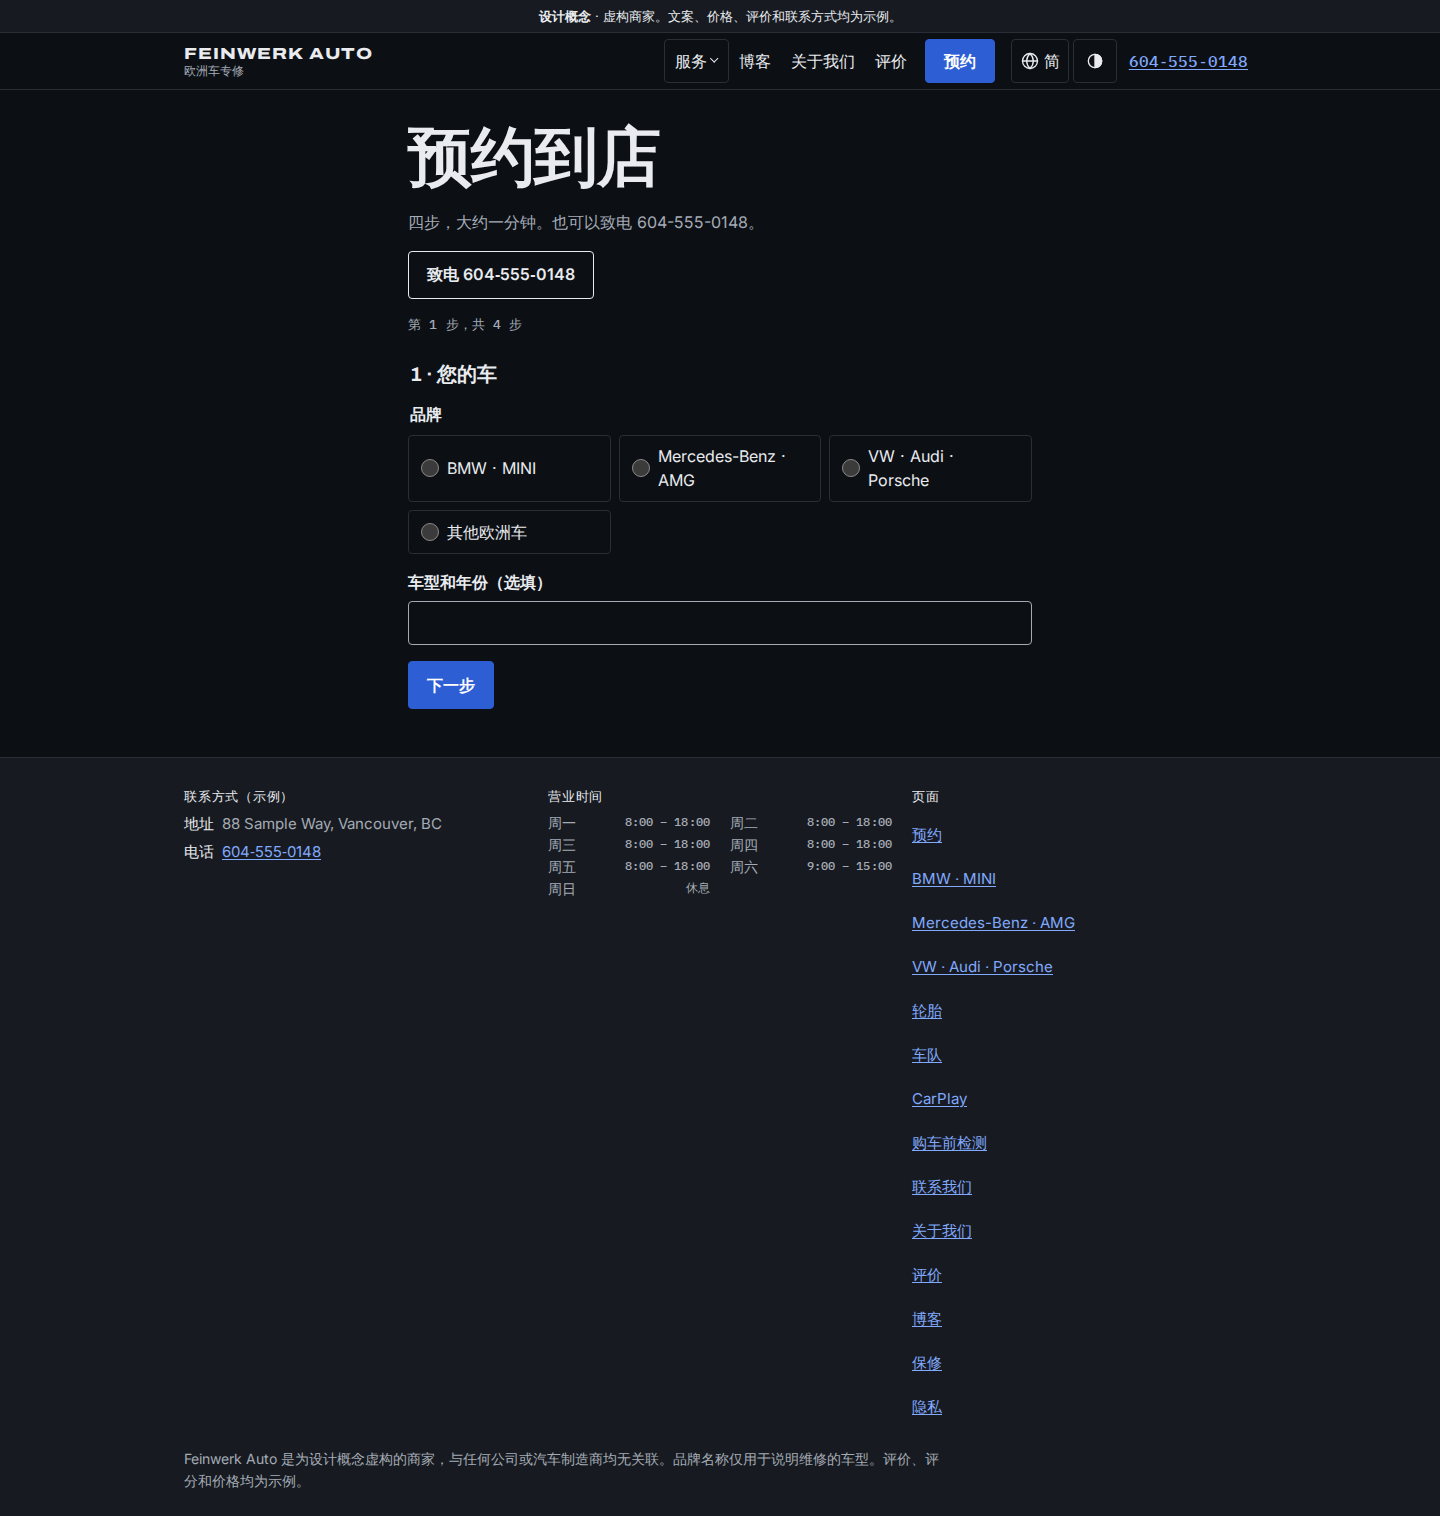 设计概念 · 虚构商家。文案、价格、评价和联系方式均为示例。
FEINWERK AUTO
欧洲车专修
服务 博客 关于我们 评价 预约 简 604-555-0148
预约到店
四步，大约一分钟。也可以致电 604-555-0148。
致电 604-555-0148
第 1 步，共 4 步
1 · 您的车
品牌
BMW · MINI
Mercedes-Benz ·
AMG
VW · Audi ·
Porsche
其他欧洲车
车型和年份（选填）
下一步
联系方式（示例）
地址 88 Sample Way, Vancouver, BC
电话 604-555-0148
营业时间
周一 8:00 – 18:00 周二 8:00 – 18:00
周三 8:00 – 18:00 周四 8:00 – 18:00
周五 8:00 – 18:00 周六 9:00 – 15:00
周日 休息
页面
预约
BMW · MINI
Mercedes-Benz · AMG
VW · Audi · Porsche
轮胎
车队
CarPlay
购车前检测
联系我们
关于我们
评价
博客
保修
隐私
Feinwerk Auto 是为设计概念虚构的商家，与任何公司或汽车制造商均无关联。品牌名称仅用于说明维修的车型。评价、评
分和价格均为示例。